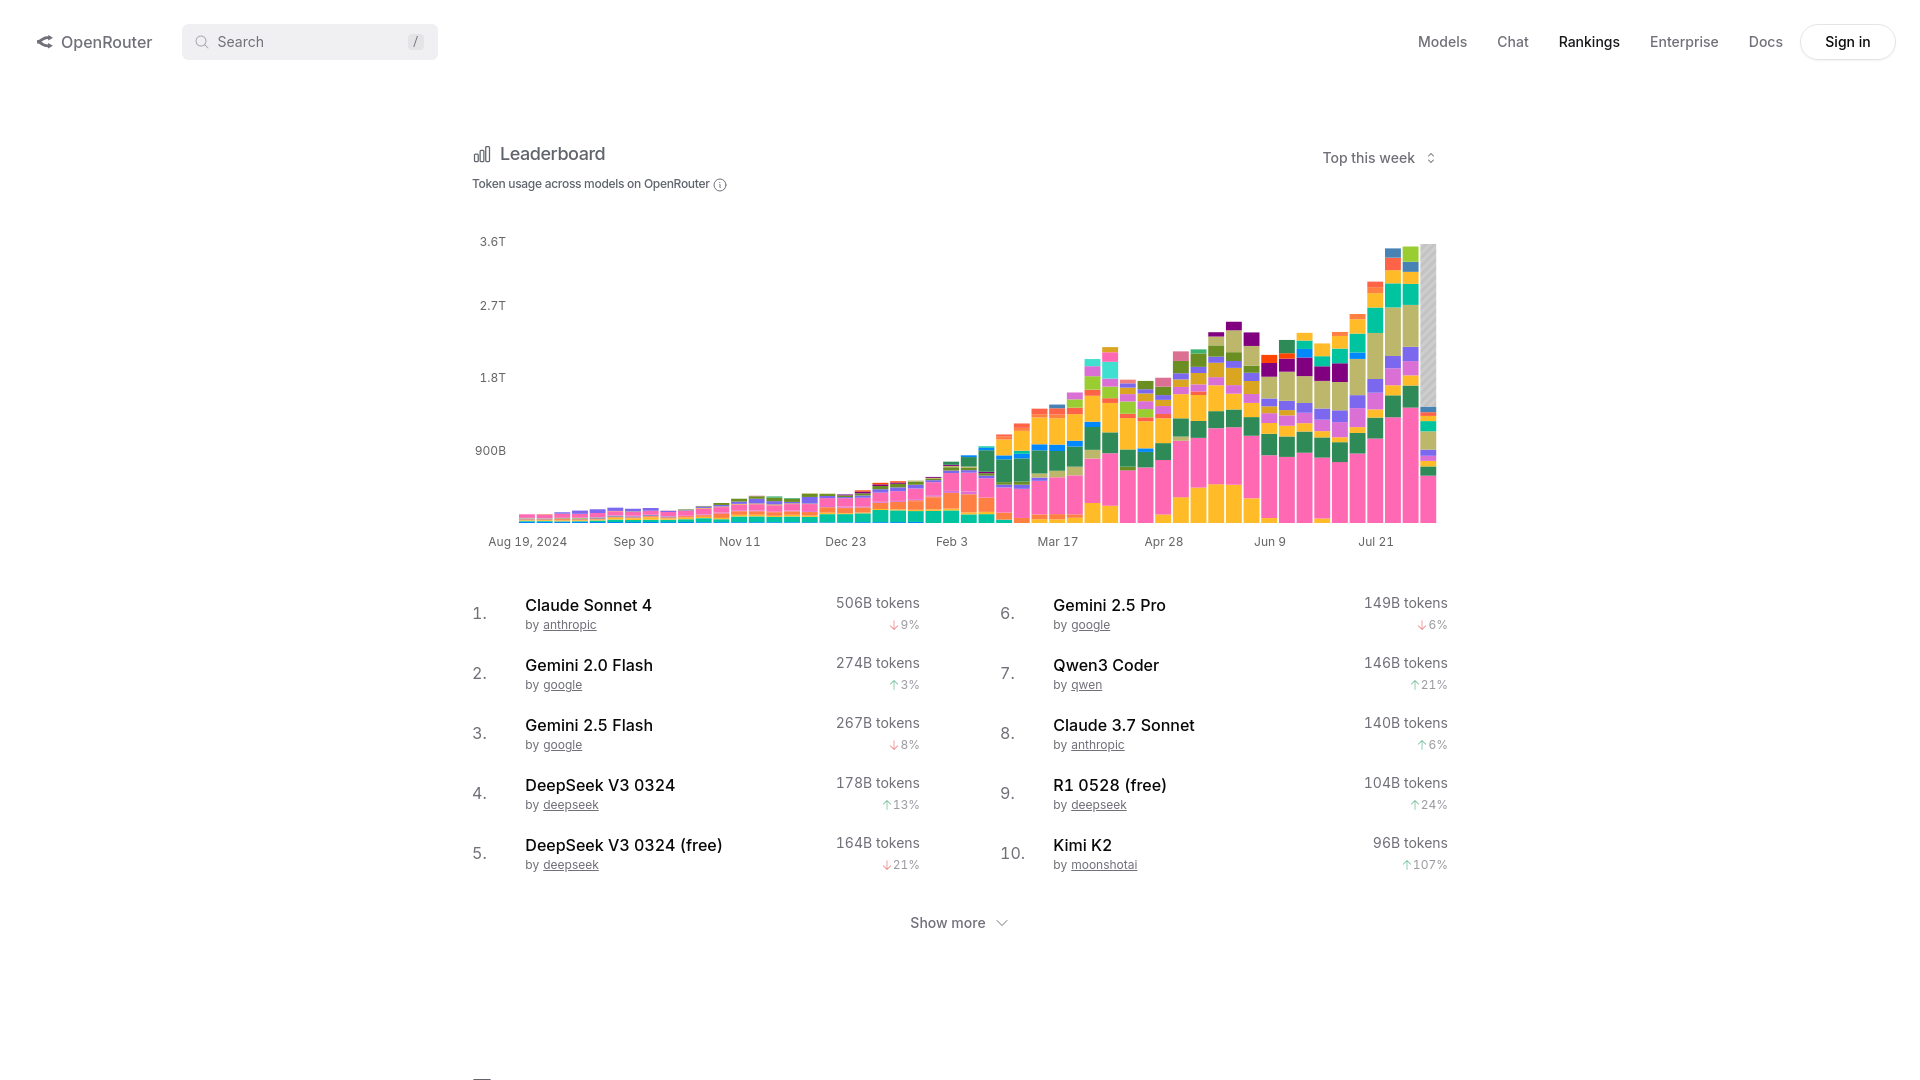 OpenRouter
Search
/
Models
Chat
Rankings
Enterprise
Docs
Sign in
Leaderboard
Top this week
Token usage across models on OpenRouter
3.6T
2.7T
1.8T
900B
Aug 19, 2024
Sep 30
Nov 11
Dec 23
Feb 3
Mar 17
Apr 28
Jun 9
Jul 21
1.
Claude Sonnet 4
506B tokens
by anthropic
↓9%
2.
Gemini 2.0 Flash
274B tokens
by google
↑3%
3.
Gemini 2.5 Flash
267B tokens
by google
↓8%
4.
DeepSeek V3 0324
178B tokens
by deepseek
↑13%
5.
DeepSeek V3 0324 (free)
164B tokens
by deepseek
↓21%
6.
Gemini 2.5 Pro
149B tokens
by google
↓6%
7.
Qwen3 Coder
146B tokens
by qwen
↑21%
8.
Claude 3.7 Sonnet
140B tokens
by anthropic
↑6%
9.
R1 0528 (free)
104B tokens
by deepseek
↑24%
10.
Kimi K2
96B tokens
by moonshotai
↑107%
Show more